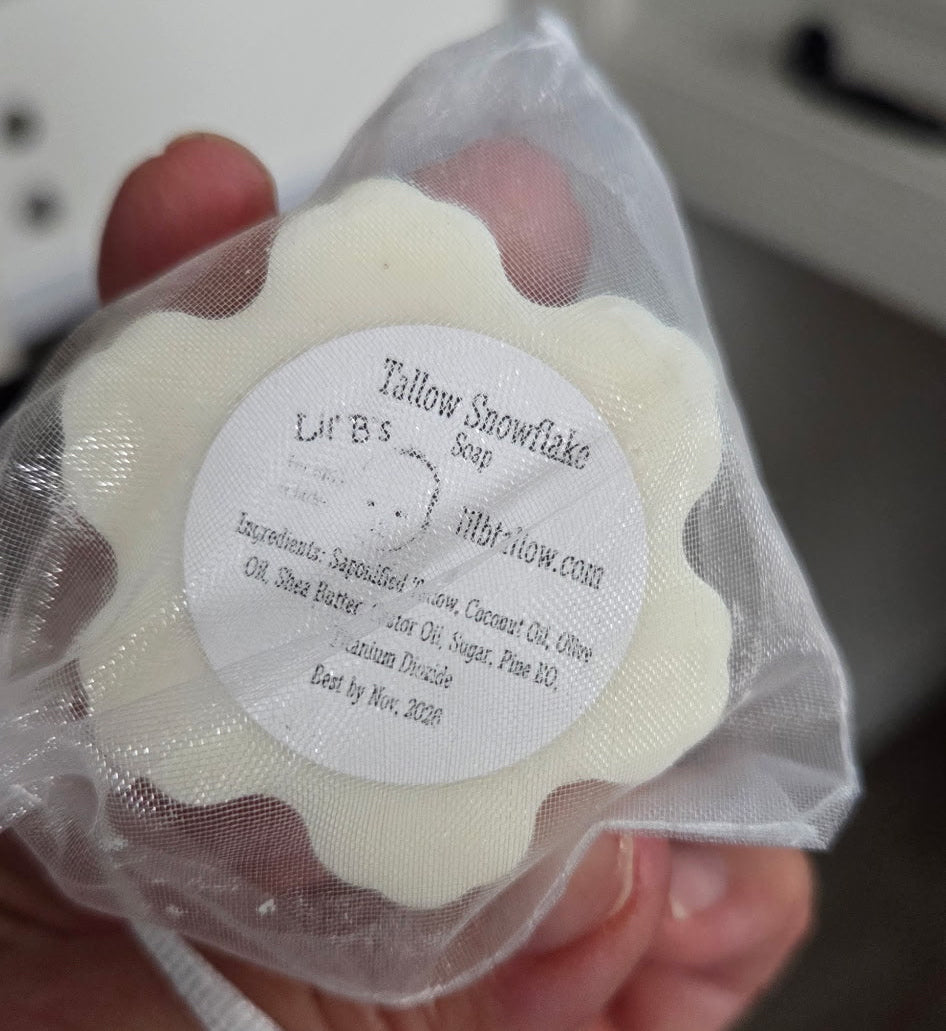 Tallow Snowflake
Soap
Lil' B's
lilbtallow.com
Ingredients: Saponified Tallow, Coconut Oil, Olive
Oil, Shea Butter, Castor Oil, Sugar, Pine EO,
Titanium Dioxide
Best by Nov, 2026